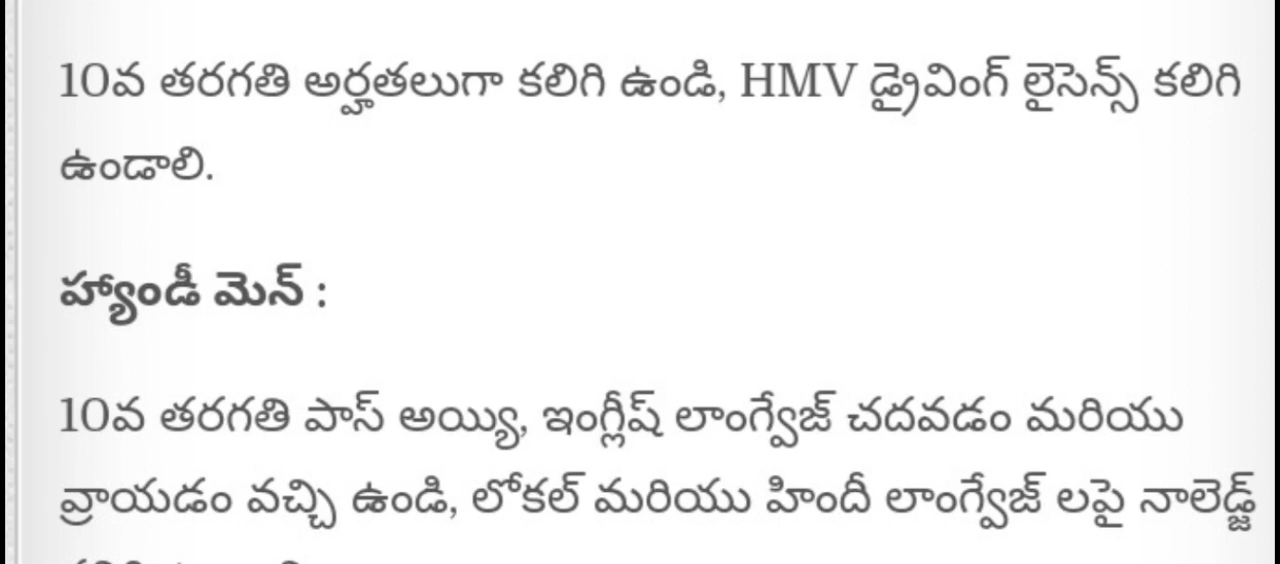 10వ తరగతి అర్హతలుగా కలిగి ఉండి, HMV డ్రైవింగ్ లైసెన్స్ కలిగి
ఉండాలి.
హ్యాండీ మెన్ :
10వ తరగతి పాస్ అయ్యి, ఇంగ్లీష్ లాంగ్వేజ్ చదవడం మరియు
వ్రాయడం వచ్చి ఉండి, లోకల్ మరియు హిందీ లాంగ్వేజ్ లపై నాలెడ్జ్